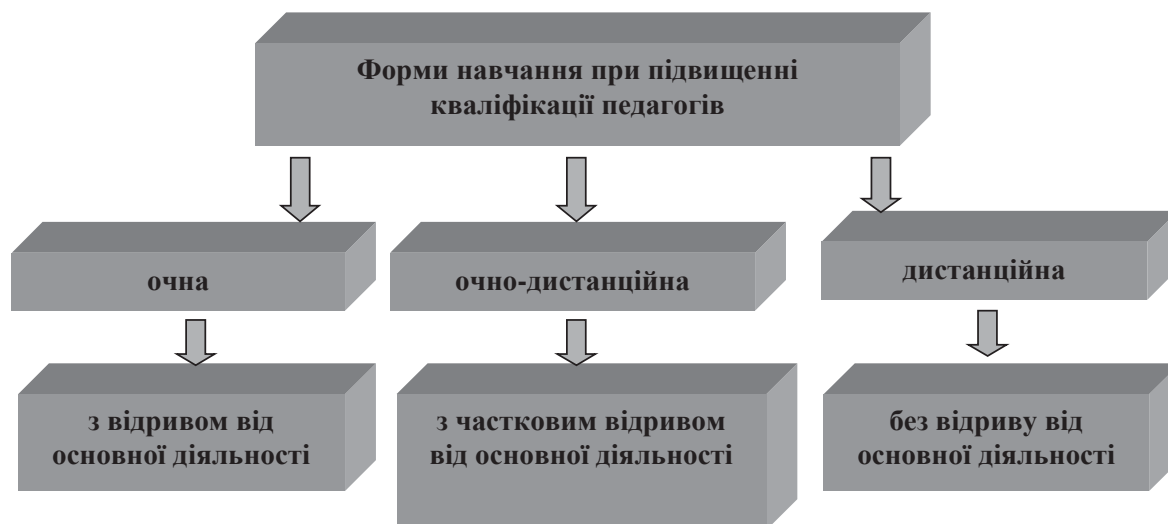 Форми навчання при підвищенні
кваліфікації педагогів
очна
очно-дистанційна
дистанційна
з відривом від
основної діяльності
з частковим відривом
від основної діяльності
без відриву від
основної діяльності